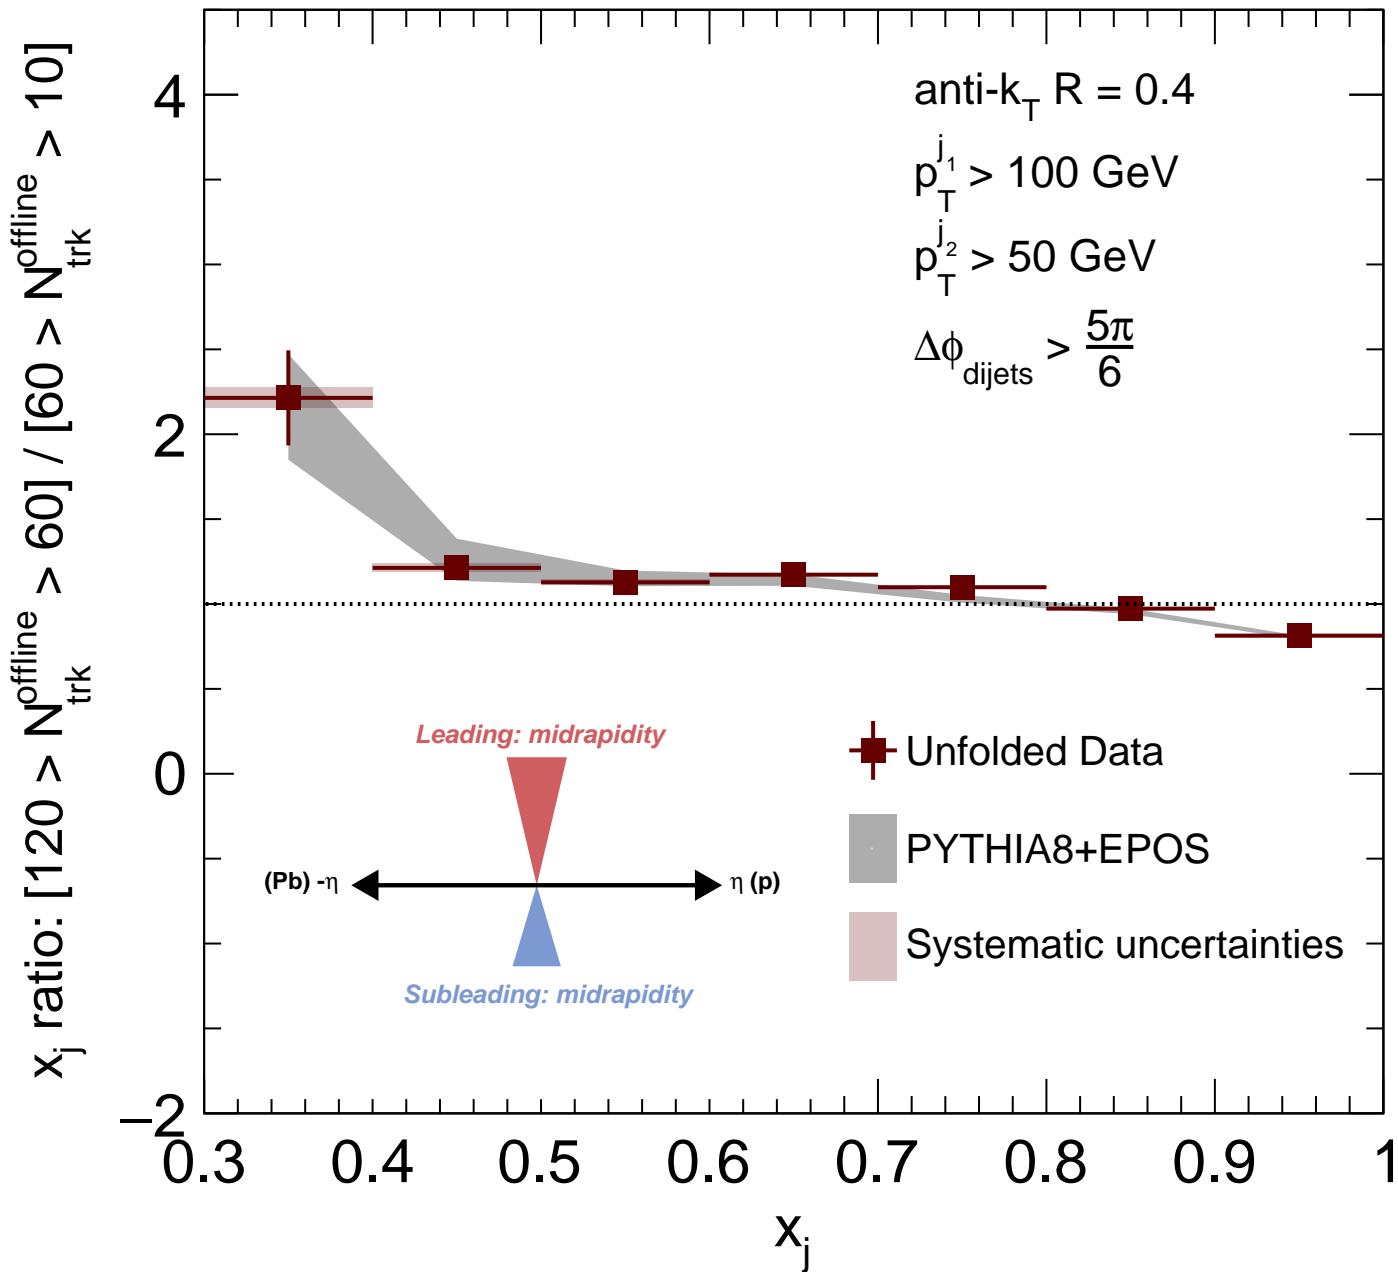 x_j ratio: [120 > N_trk^offline > 60] / [60 > N_trk^offline > 10]
4
2
0
−2
anti-k_T R = 0.4
p_T^j_1 > 100 GeV
p_T^j_2 > 50 GeV
Δϕ_dijets > 5π/6
Leading: midrapidity
(Pb) -η
η (p)
Subleading: midrapidity
Unfolded Data
PYTHIA8+EPOS
Systematic uncertainties
0.3 0.4 0.5 0.6 0.7 0.8 0.9 1
x_j